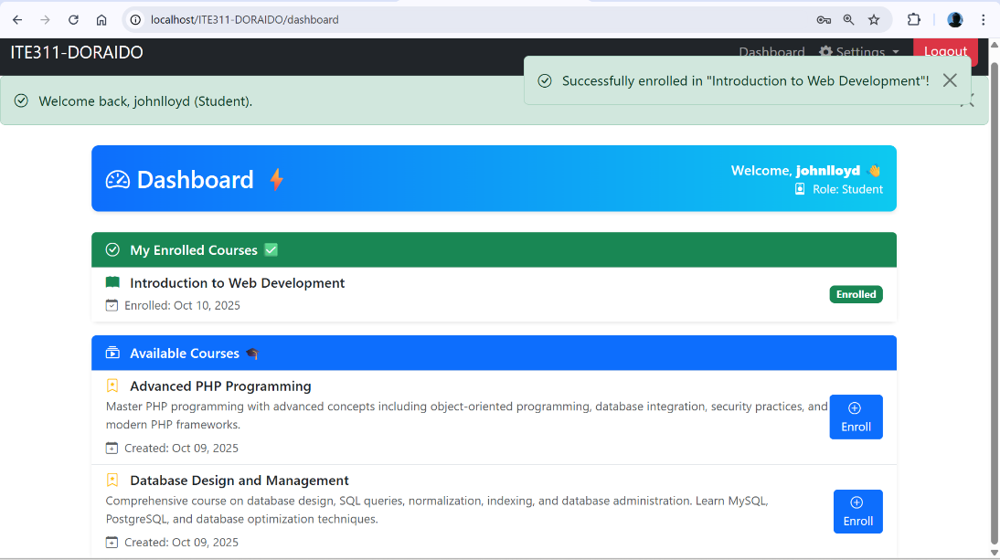 localhost/ITE311-DORAIDO/dashboard
ITE311-DORAIDO
Dashboard Settings Logout
Successfully enrolled in "Introduction to Web Development"!
Welcome back, johnlloyd (Student).
Dashboard ⚡
Welcome, johnlloyd 👋
Role: Student
My Enrolled Courses ✅
Introduction to Web Development
Enrolled: Oct 10, 2025
Enrolled
Available Courses 🎓
Advanced PHP Programming
Master PHP programming with advanced concepts including object-oriented programming, database integration, security practices, and
modern PHP frameworks.
Created: Oct 09, 2025
Enroll
Database Design and Management
Comprehensive course on database design, SQL queries, normalization, indexing, and database administration. Learn MySQL,
PostgreSQL, and database optimization techniques.
Created: Oct 09, 2025
Enroll